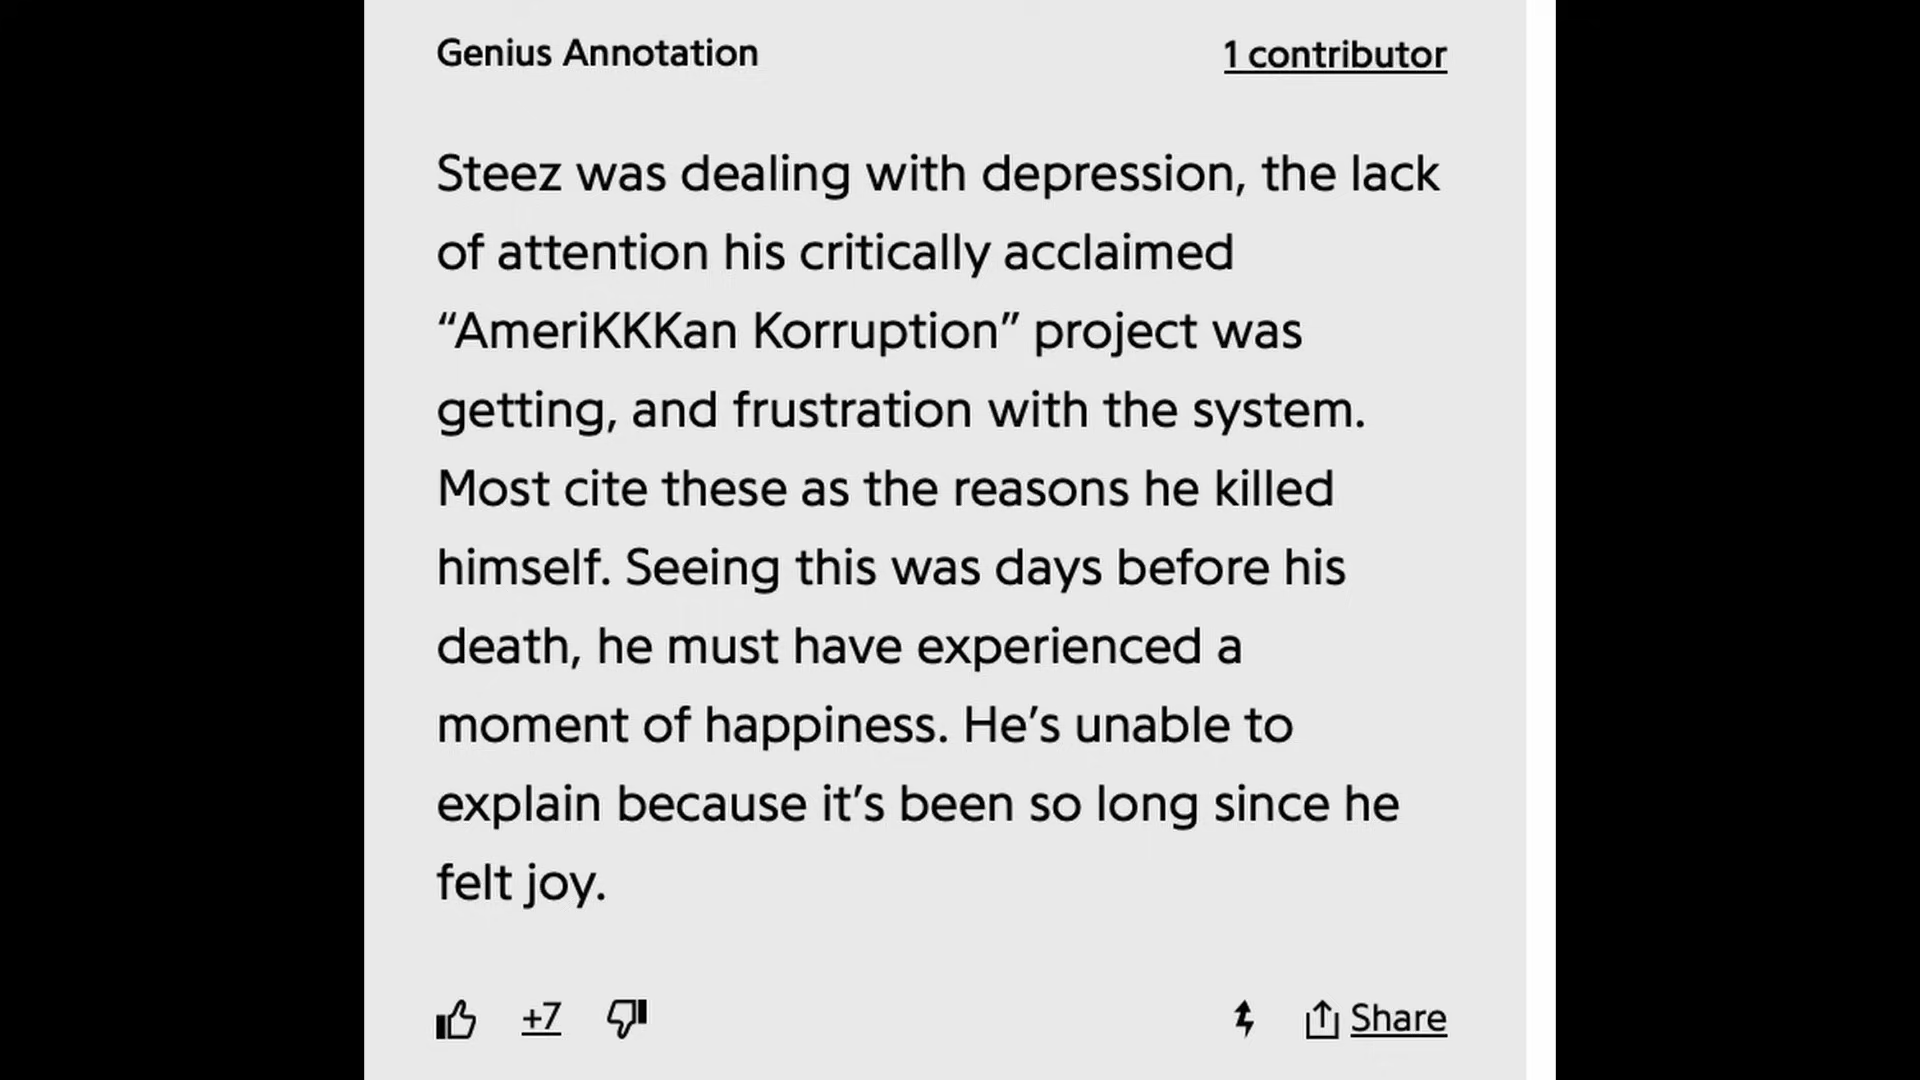 Genius Annotation 1 contributor
Steez was dealing with depression, the lack
of attention his critically acclaimed
“AmeriKKKan Korruption” project was
getting, and frustration with the system.
Most cite these as the reasons he killed
himself. Seeing this was days before his
death, he must have experienced a
moment of happiness. He’s unable to
explain because it’s been so long since he
felt joy.
+7 Share